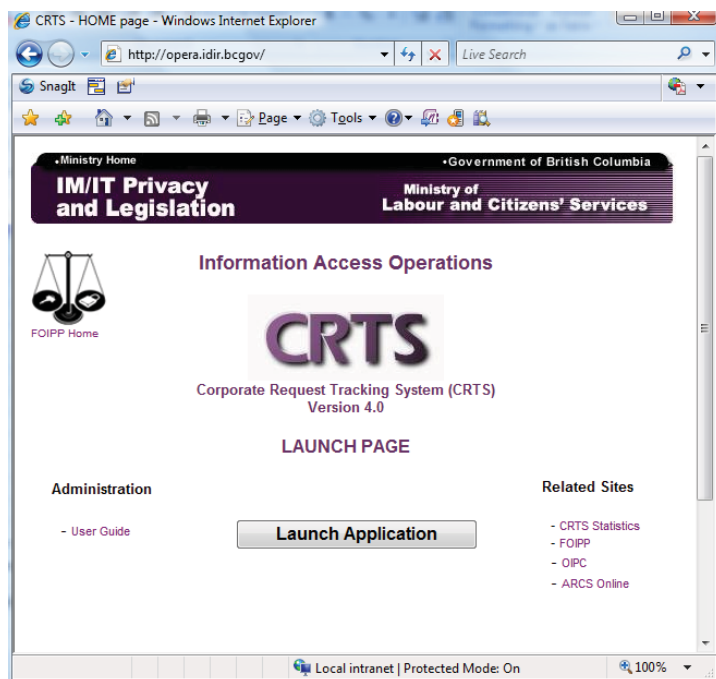 CRTS - HOME page - Windows Internet Explorer
http://opera.idir.bcgov/
Live Search
SnagIt
Page Tools
•Ministry Home •Government of British Columbia
IM/IT Privacy
and Legislation
Ministry of
Labour and Citizens' Services
Information Access Operations
FOIPP Home
CRTS
Corporate Request Tracking System (CRTS)
Version 4.0
LAUNCH PAGE
Administration
Related Sites
- User Guide
Launch Application
- CRTS Statistics
- FOIPP
- OIPC
- ARCS Online
Local intranet | Protected Mode: On
100%